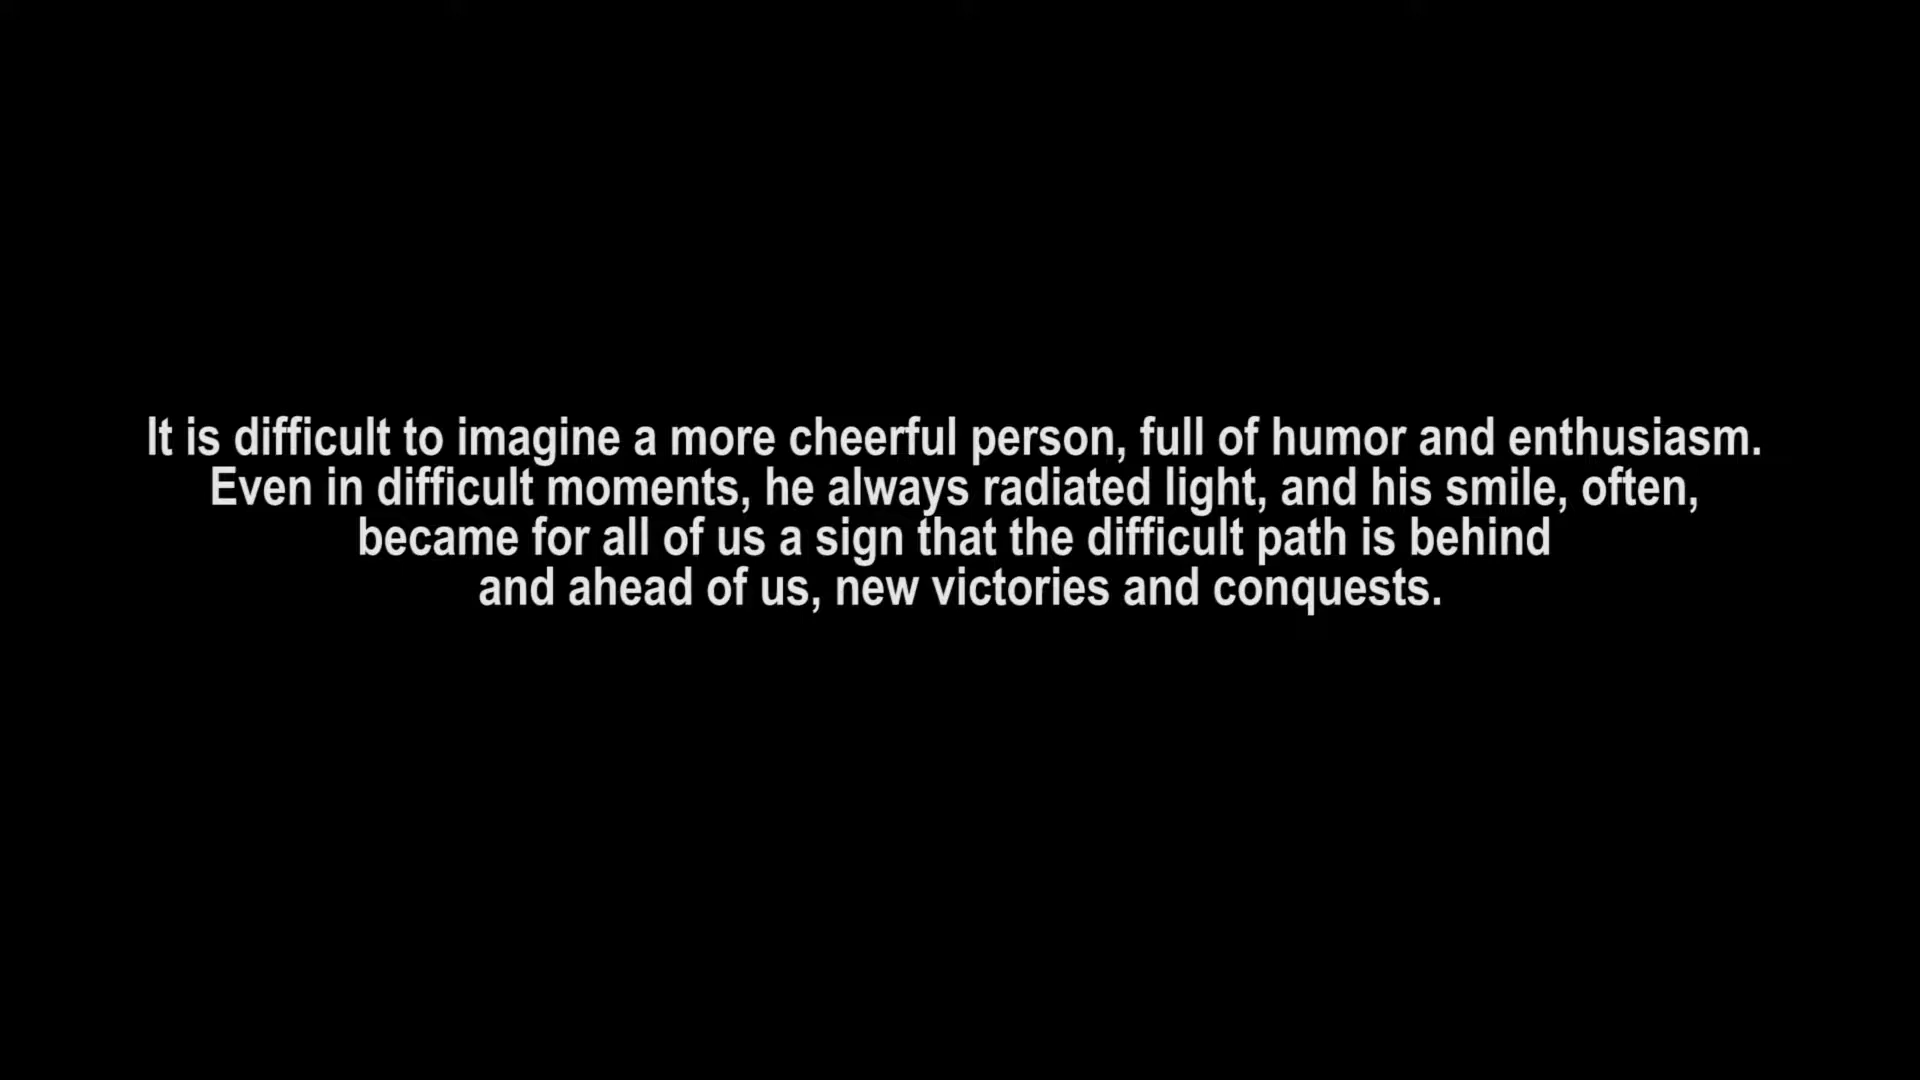 It is difficult to imagine a more cheerful person, full of humor and enthusiasm.
Even in difficult moments, he always radiated light, and his smile, often,
became for all of us a sign that the difficult path is behind
and ahead of us, new victories and conquests.